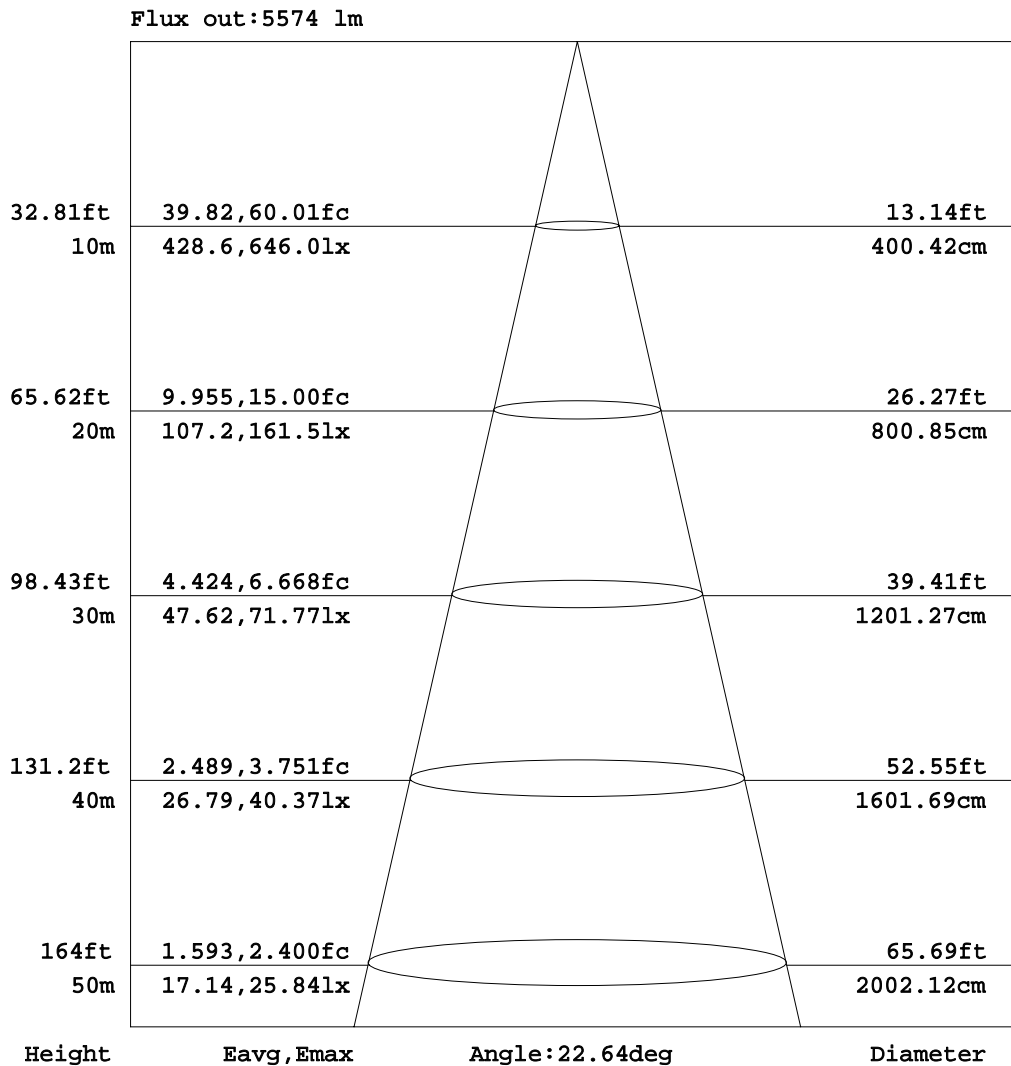 Flux out:5574 lm
32.81ft 39.82,60.01fc 13.14ft
10m 428.6,646.0lx 400.42cm
65.62ft 9.955,15.00fc 26.27ft
20m 107.2,161.5lx 800.85cm
98.43ft 4.424,6.668fc 39.41ft
30m 47.62,71.77lx 1201.27cm
131.2ft 2.489,3.751fc 52.55ft
40m 26.79,40.37lx 1601.69cm
164ft 1.593,2.400fc 65.69ft
50m 17.14,25.84lx 2002.12cm
Height Eavg,Emax Angle:22.64deg Diameter